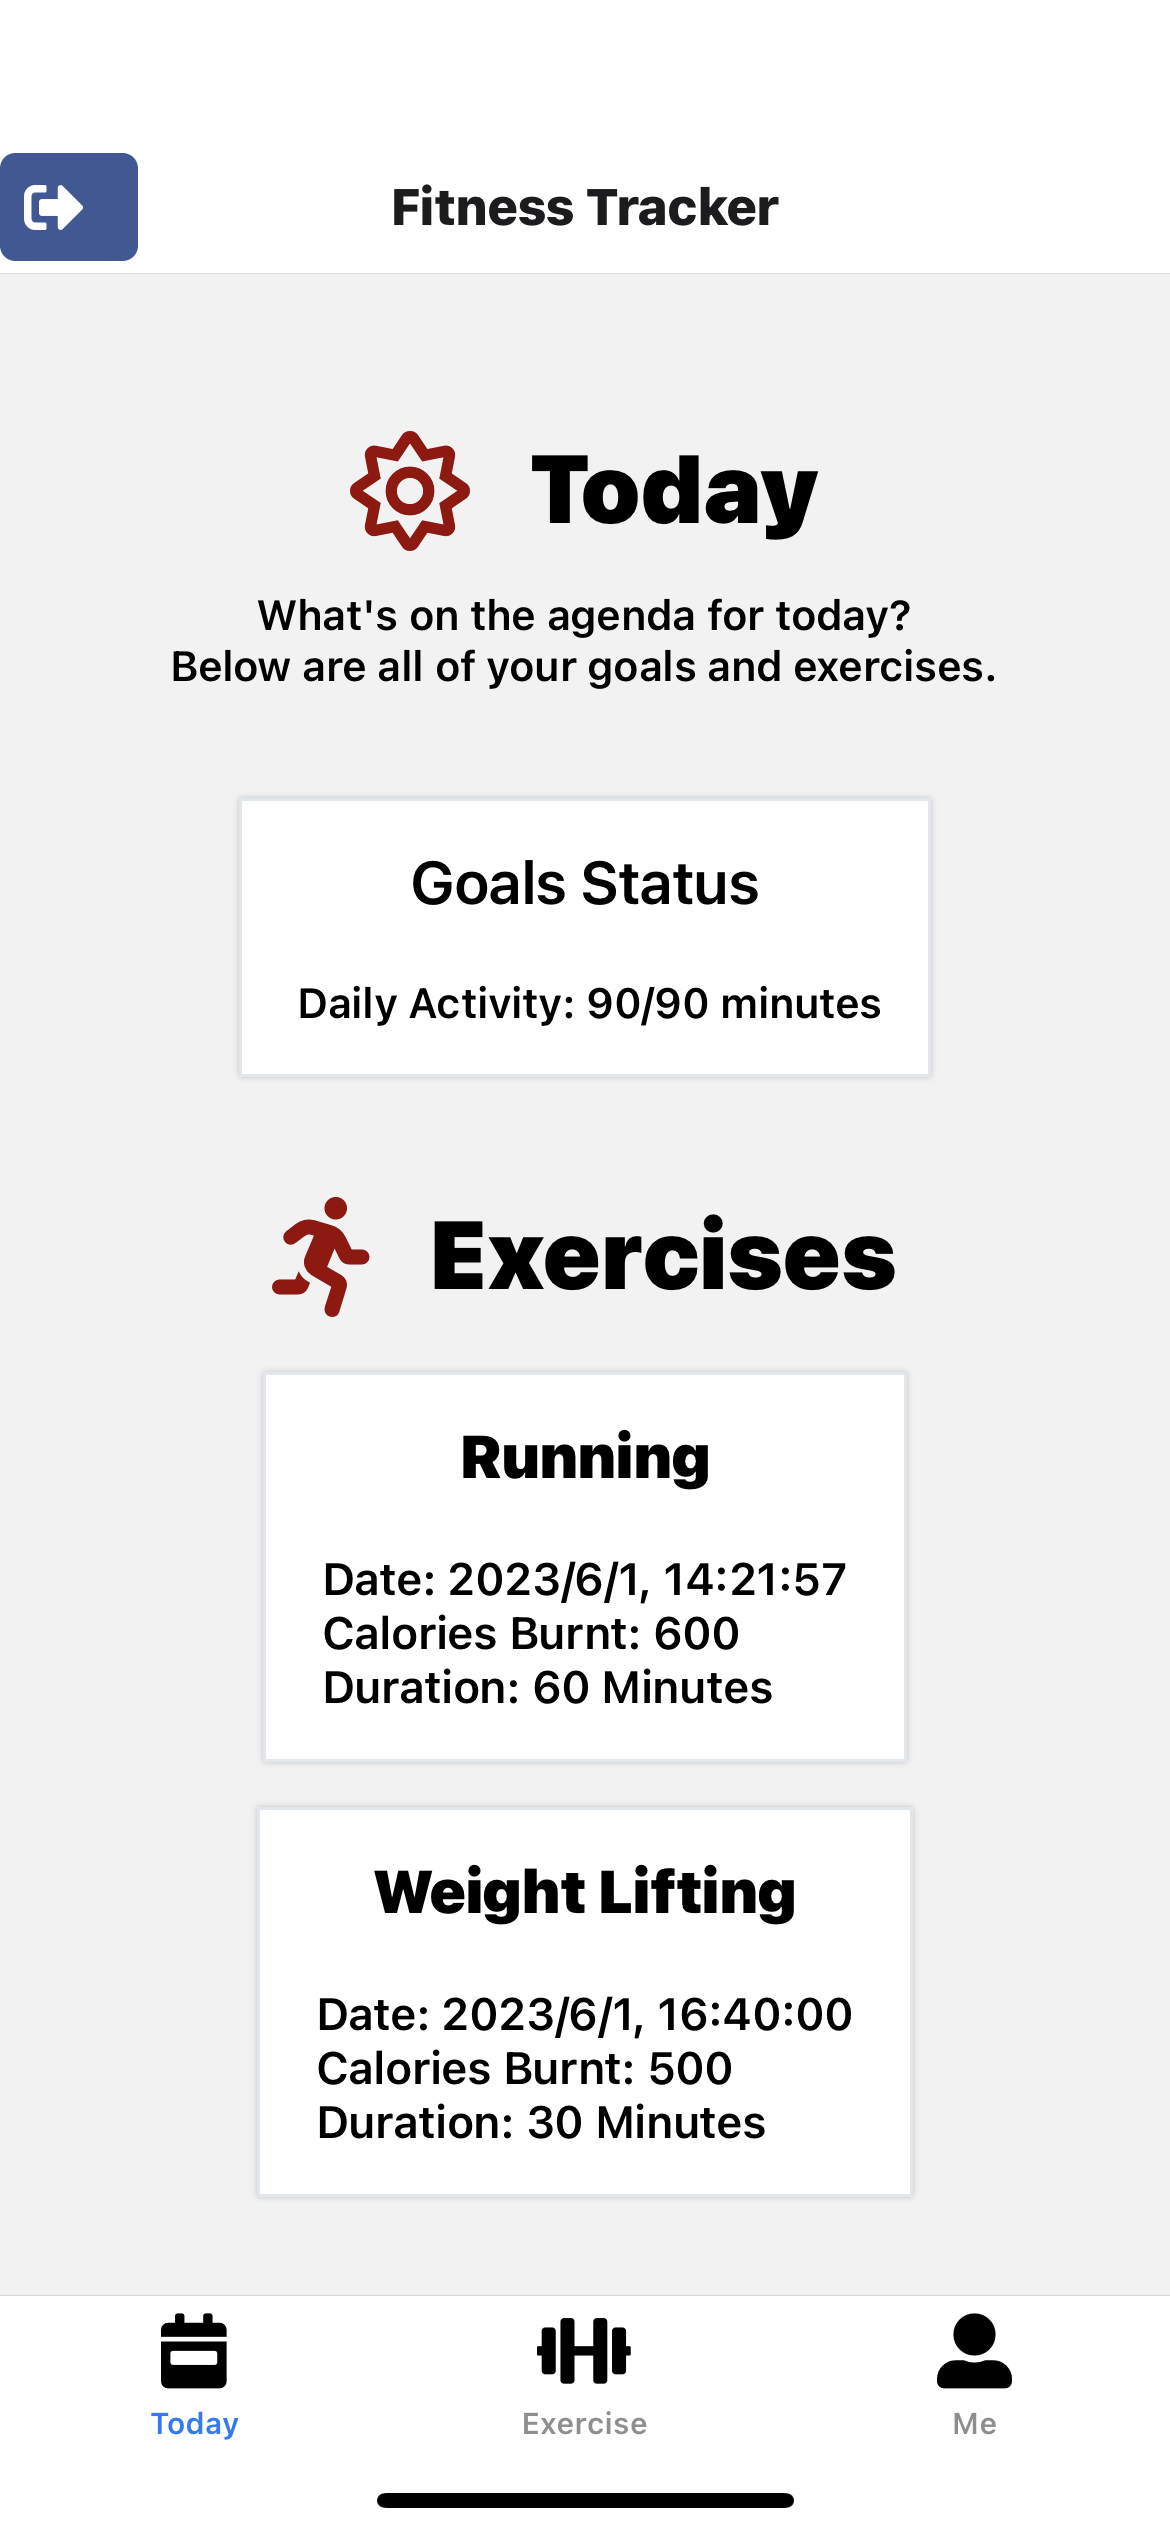 Fitness Tracker
Today
What's on the agenda for today?
Below are all of your goals and exercises.
Goals Status
Daily Activity: 90/90 minutes
Exercises
Running
Date: 2023/6/1, 14:21:57
Calories Burnt: 600
Duration: 60 Minutes
Weight Lifting
Date: 2023/6/1, 16:40:00
Calories Burnt: 500
Duration: 30 Minutes
Today
Exercise
Me